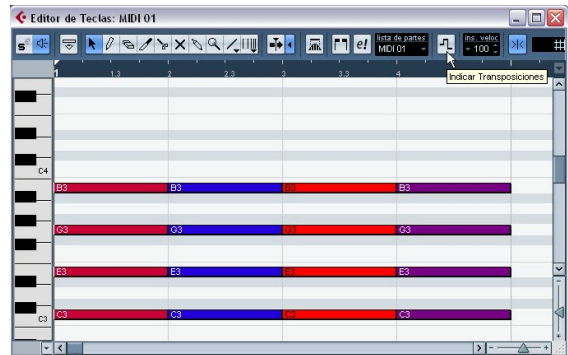 Editor de Teclas: MIDI 01
lista de partes
ins. veloc
MIDI 01
100
1 1.3 2 2.3 3 3.3 4
Indicar Transposiciones
C4
B3 B3 B3 B3
G3 G3 G3 G3
E3 E3 E3 E3
C3 C3 C3 C3
C3